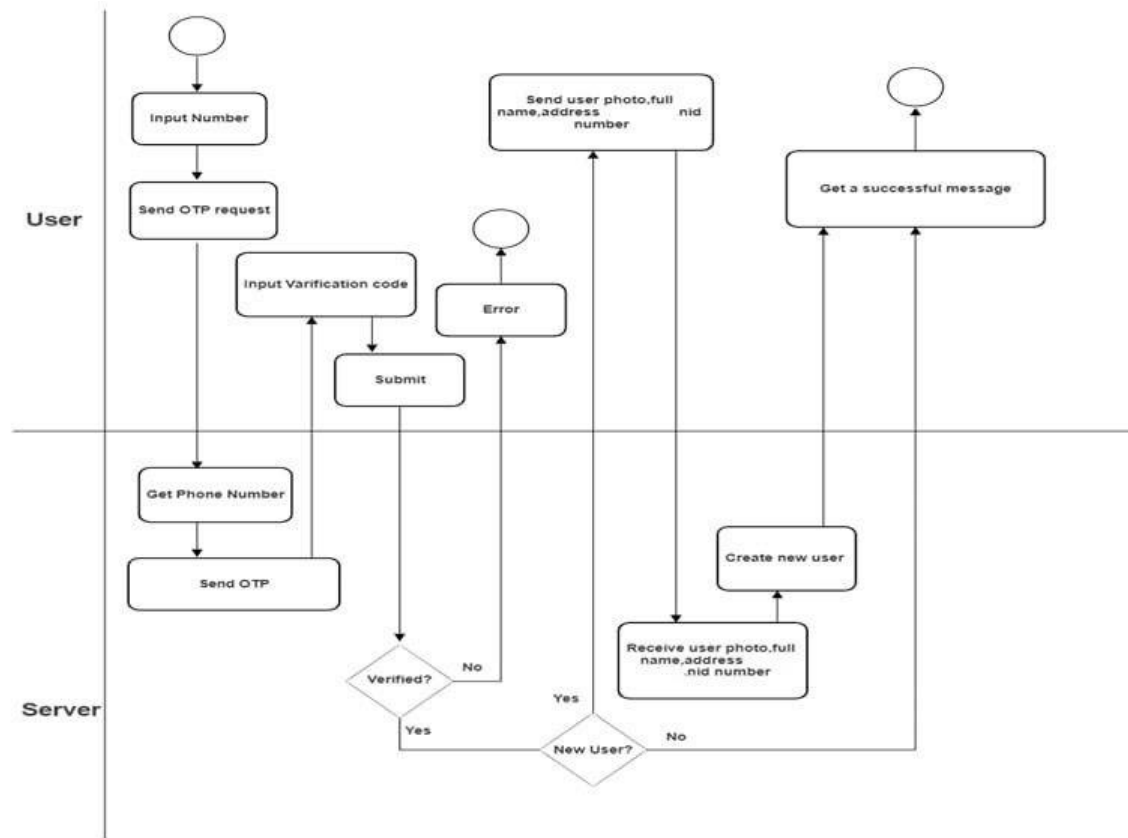 Input Number
Send OTP request
User
Input Varification code
Submit
Error
Send user photo,full
name,address nid
number
Get a successful message
Get Phone Number
Send OTP
Verified?
No
Yes
Server
New User?
Yes
No
Receive user photo,full
name,address
.nid number
Create new user